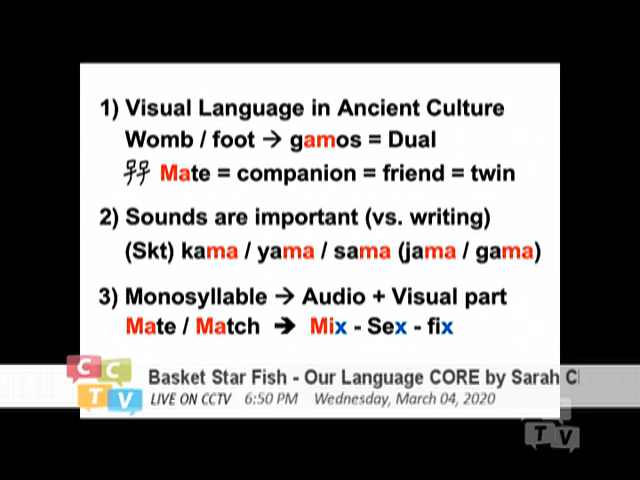 1) Visual Language in Ancient Culture
Womb / foot → gamos = Dual
Mate = companion = friend = twin
2) Sounds are important (vs. writing)
(Skt) kama / yama / sama (jama / gama)
3) Monosyllable → Audio + Visual part
Mate / Match → Mix - Sex - fix
CC
TV
Basket Star Fish - Our Language CORE by Sarah C
LIVE ON CCTV 6:50 PM Wednesday, March 04, 2020
TV